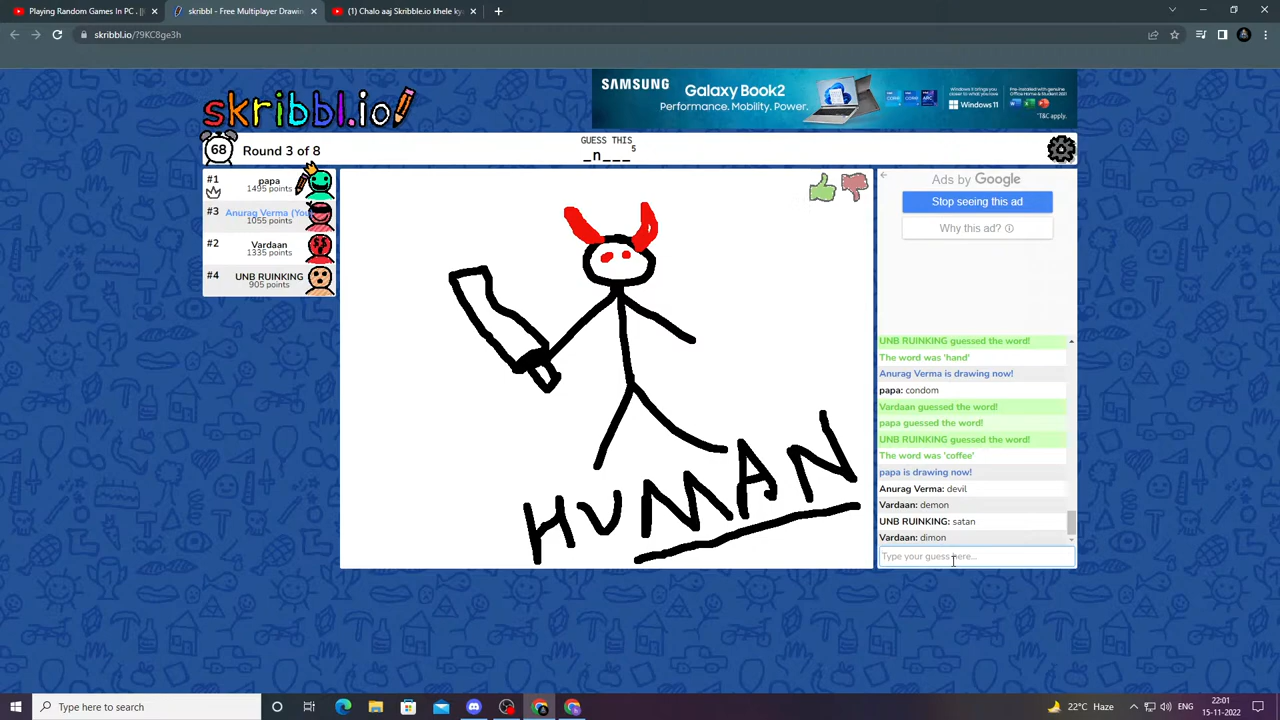 Playing Random Games In PC . ||
skribbl - Free Multiplayer Drawin
(1) Chalo aaj Skribble.io khele ky
skribbl.io/?9KC8ge3h
SAMSUNG
Galaxy Book2
Performance. Mobility. Power.
Windows 11
*T&C apply.
skribbl.io
68
Round 3 of 8
GUESS THIS
_n___ 5
#1
papa
1495 points
#3
Anurag Verma (You
1055 points
#2
Vardaan
1335 points
#4
UNB RUINKING
905 points
HUMAN
Ads by Google
Stop seeing this ad
Why this ad?
UNB RUINKING guessed the word!
The word was 'hand'
Anurag Verma is drawing now!
papa: condom
Vardaan guessed the word!
papa guessed the word!
UNB RUINKING guessed the word!
The word was 'coffee'
papa is drawing now!
Anurag Verma: devil
Vardaan: demon
UNB RUINKING: satan
Vardaan: dimon
Type your guess here...
Type here to search
22°C Haze
ENG
22:01
15-11-2022